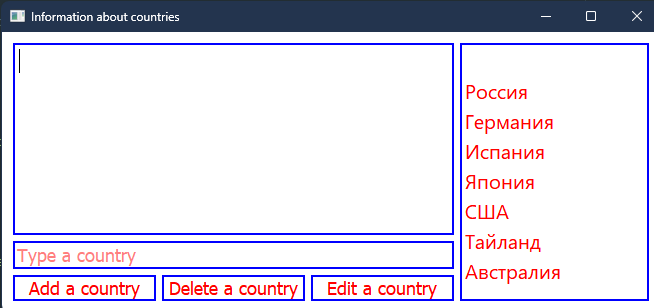 Information about countries
Type a country
Add a country
Delete a country
Edit a country
Россия
Германия
Испания
Япония
США
Тайланд
Австралия